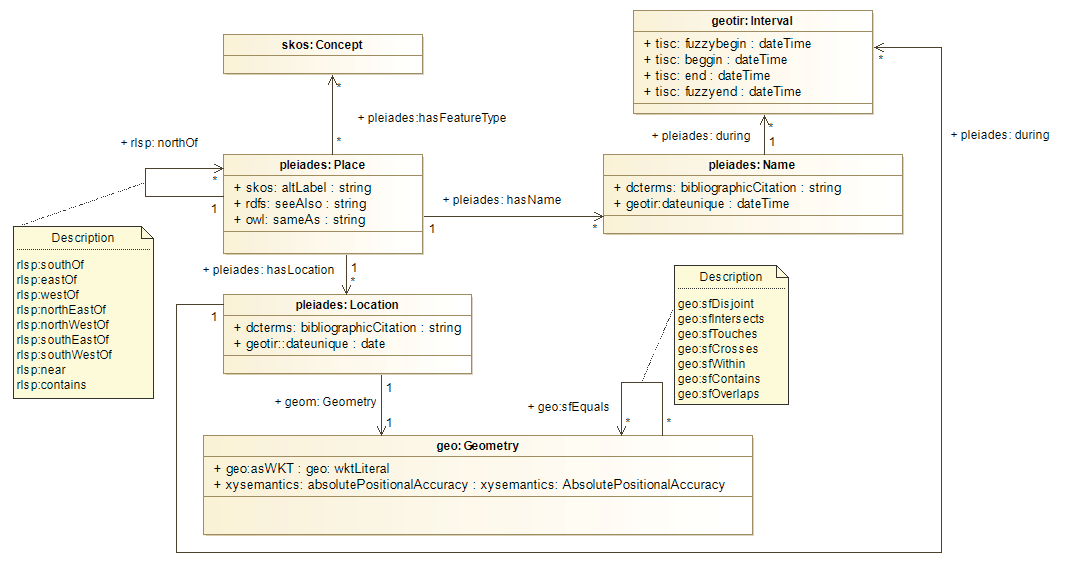 geotir: Interval
+ tisc: fuzzybegin : dateTime
+ tisc: beggin : dateTime
+ tisc: end : dateTime
+ tisc: fuzzyend : dateTime
skos: Concept
*
*
+ pleiades:hasFeatureType
*
+ pleiades: during
*
1
+ pleiades: during
+ rlsp: northOf
*
1
pleiades: Place
+ skos: altLabel : string
+ rdfs: seeAlso : string
+ owl: sameAs : string
+ pleiades: hasName
1
*
pleiades: Name
+ dcterms: bibliographicCitation : string
+ geotir:dateunique : dateTime
Description
rlsp:southOf
rlsp:eastOf
rlsp:westOf
rlsp:northEastOf
rlsp:northWestOf
rlsp:southEastOf
rlsp:southWestOf
rlsp:near
rlsp:contains
+ pleiades: hasLocation
1
*
pleiades: Location
+ dcterms: bibliographicCitation : string
+ geotir::dateunique : date
1
Description
geo:sfDisjoint
geo:sfIntersects
geo:sfTouches
geo:sfCrosses
geo:sfWithin
geo:sfContains
geo:sfOverlaps
1
+ geom: Geometry
1
+ geo:sfEquals
*
*
geo:Geometry
+ geo:asWKT : geo: wktLiteral
+ xysemantics: absolutePositionalAccuracy : xysemantics: AbsolutePositionalAccuracy